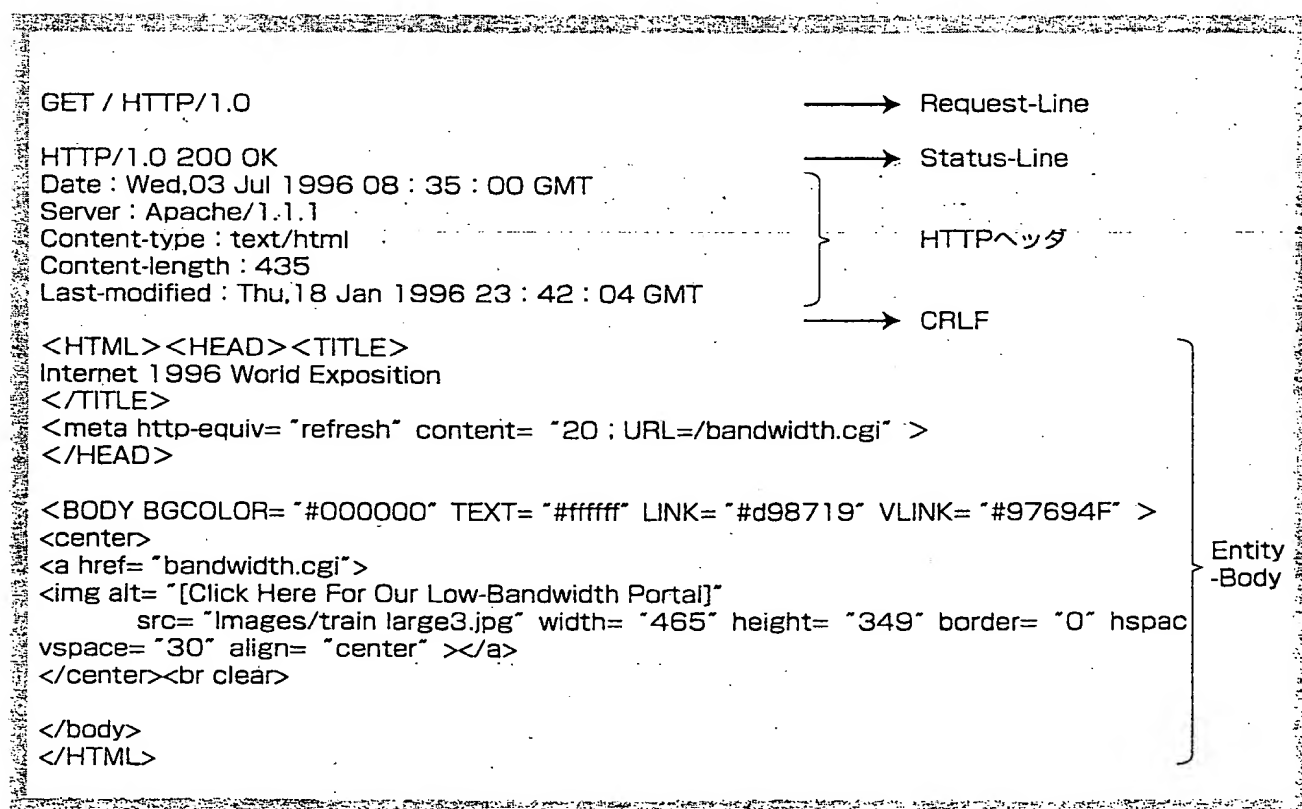 GET / HTTP/1.0 → Request-Line
HTTP/1.0 200 OK → Status-Line
Date : Wed,03 Jul 1996 08 : 35 : 00 GMT
Server : Apache/1.1.1
Content-type : text/html HTTPヘッダ
Content-length : 435
Last-modified : Thu,18 Jan 1996 23 : 42 : 04 GMT
→ CRLF
<HTML><HEAD><TITLE>
Internet 1996 World Exposition
</TITLE>
<meta http-equiv= "refresh" content= "20 ; URL=/bandwidth.cgi" >
</HEAD>
<BODY BGCOLOR= "#000000" TEXT= "#ffffff" LINK= "#d98719" VLINK= "#97694F" >
<center>
<a href= "bandwidth.cgi">
<img alt= "[Click Here For Our Low-Bandwidth Portal]"
src= "Images/train large3.jpg" width= "465" height= "349" border= "0" hspac
vspace= "30" align= "center" ></a>
</center><br clear>
</body>
</HTML>
Entity
-Body